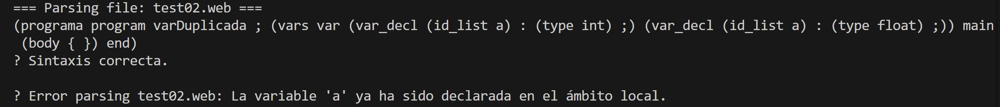 === Parsing file: test02.web ===
(programa program varDuplicada ; (vars var (var_decl (id_list a) : (type int) ;) (var_decl (id_list a) : (type float) ;)) main
(body { }) end)
? Sintaxis correcta.
? Error parsing test02.web: La variable 'a' ya ha sido declarada en el ámbito local.